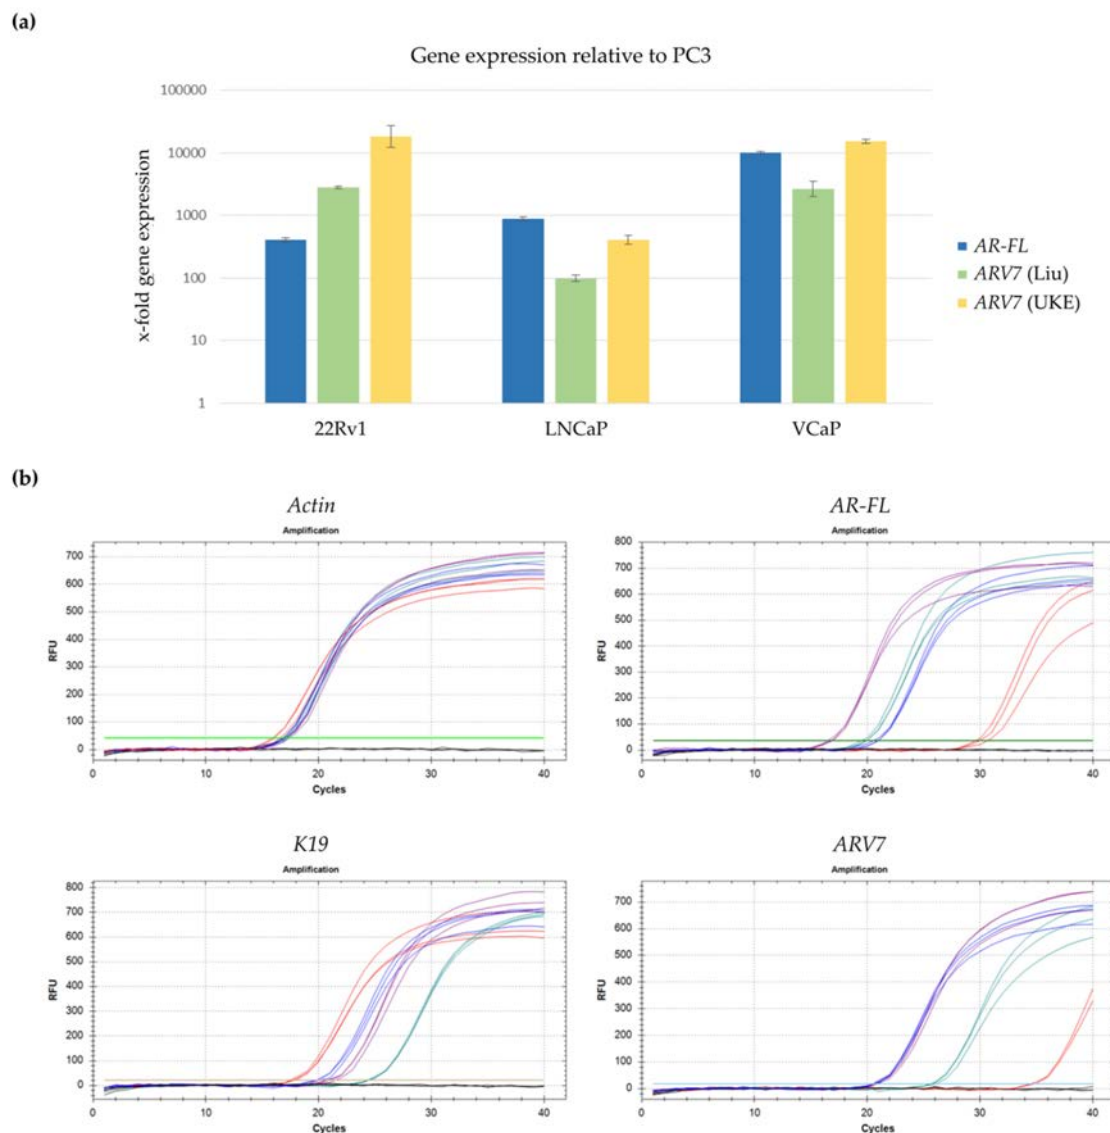 (a)
Gene expression relative to PC3
x-fold gene expression
100000
10000
1000
100
10
1
22Rv1
LNCaP
VCaP
AR-FL
ARV7 (Liu)
ARV7 (UKE)
(b)
Actin
Amplification
RFU
700
600
500
400
300
200
100
0
0 10 20 30 40
Cycles
AR-FL
Amplification
RFU
800
700
600
500
400
300
200
100
0
0 10 20 30 40
Cycles
K19
Amplification
RFU
800
700
600
500
400
300
200
100
0
0 10 20 30 40
Cycles
ARV7
Amplification
RFU
700
600
500
400
300
200
100
0
0 10 20 30 40
Cycles